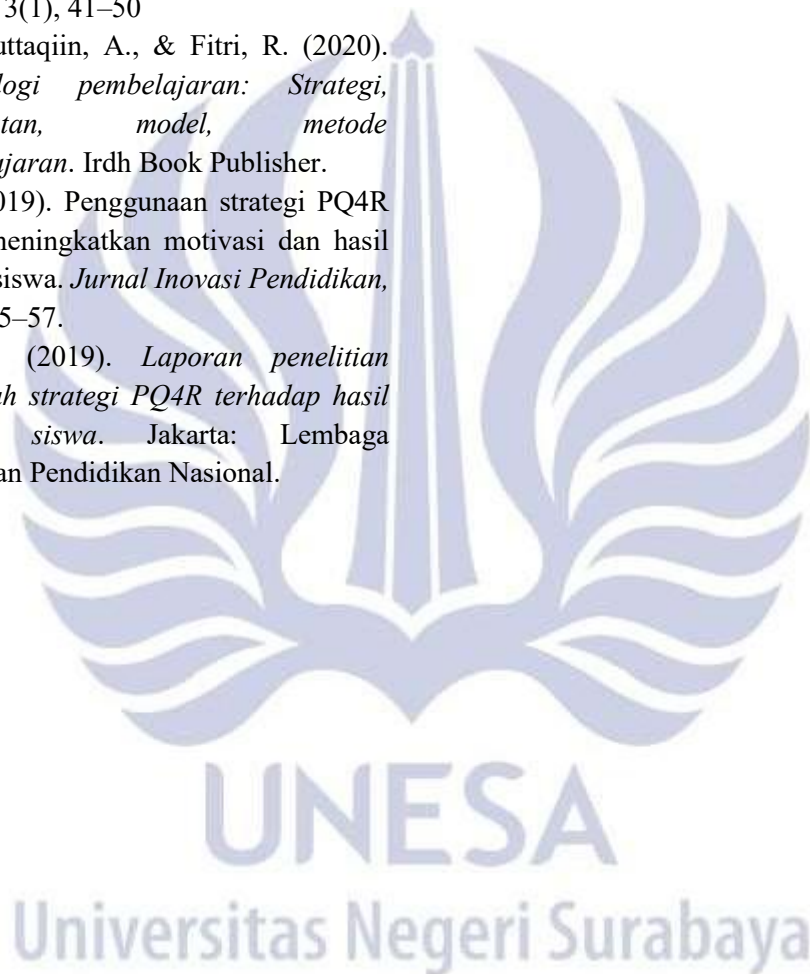 3(1), 41–50
uttaqiin, A., & Fitri, R. (2020).
logi pembelajaran: Strategi,
tan, model, metode
ajaran. Irdh Book Publisher.
019). Penggunaan strategi PQ4R
meningkatkan motivasi dan hasil
siswa. Jurnal Inovasi Pendidikan,
5–57.
(2019). Laporan penelitian
h strategi PQ4R terhadap hasil
siswa. Jakarta: Lembaga
an Pendidikan Nasional.
UNESA
Universitas Negeri Surabaya